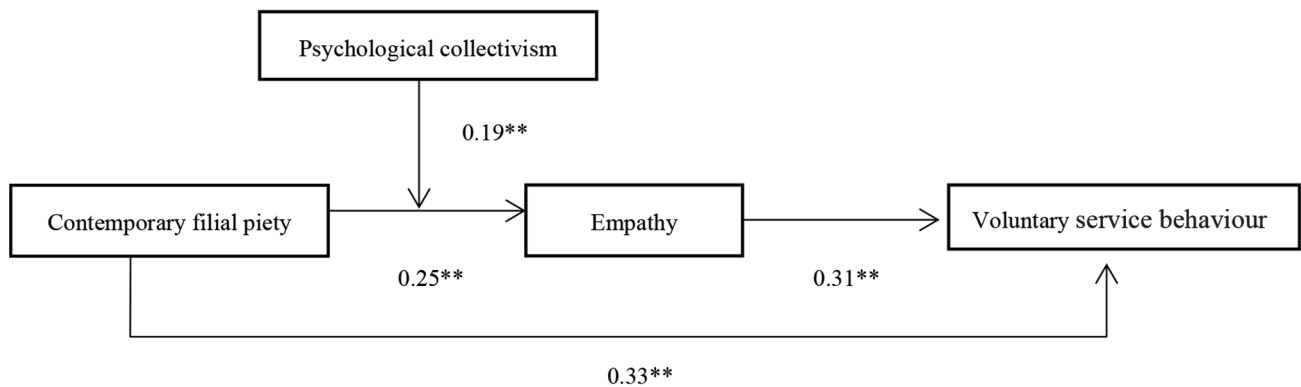 Psychological collectivism
0.19**
Contemporary filial piety
Empathy
Voluntary service behaviour
0.25**
0.31**
0.33**